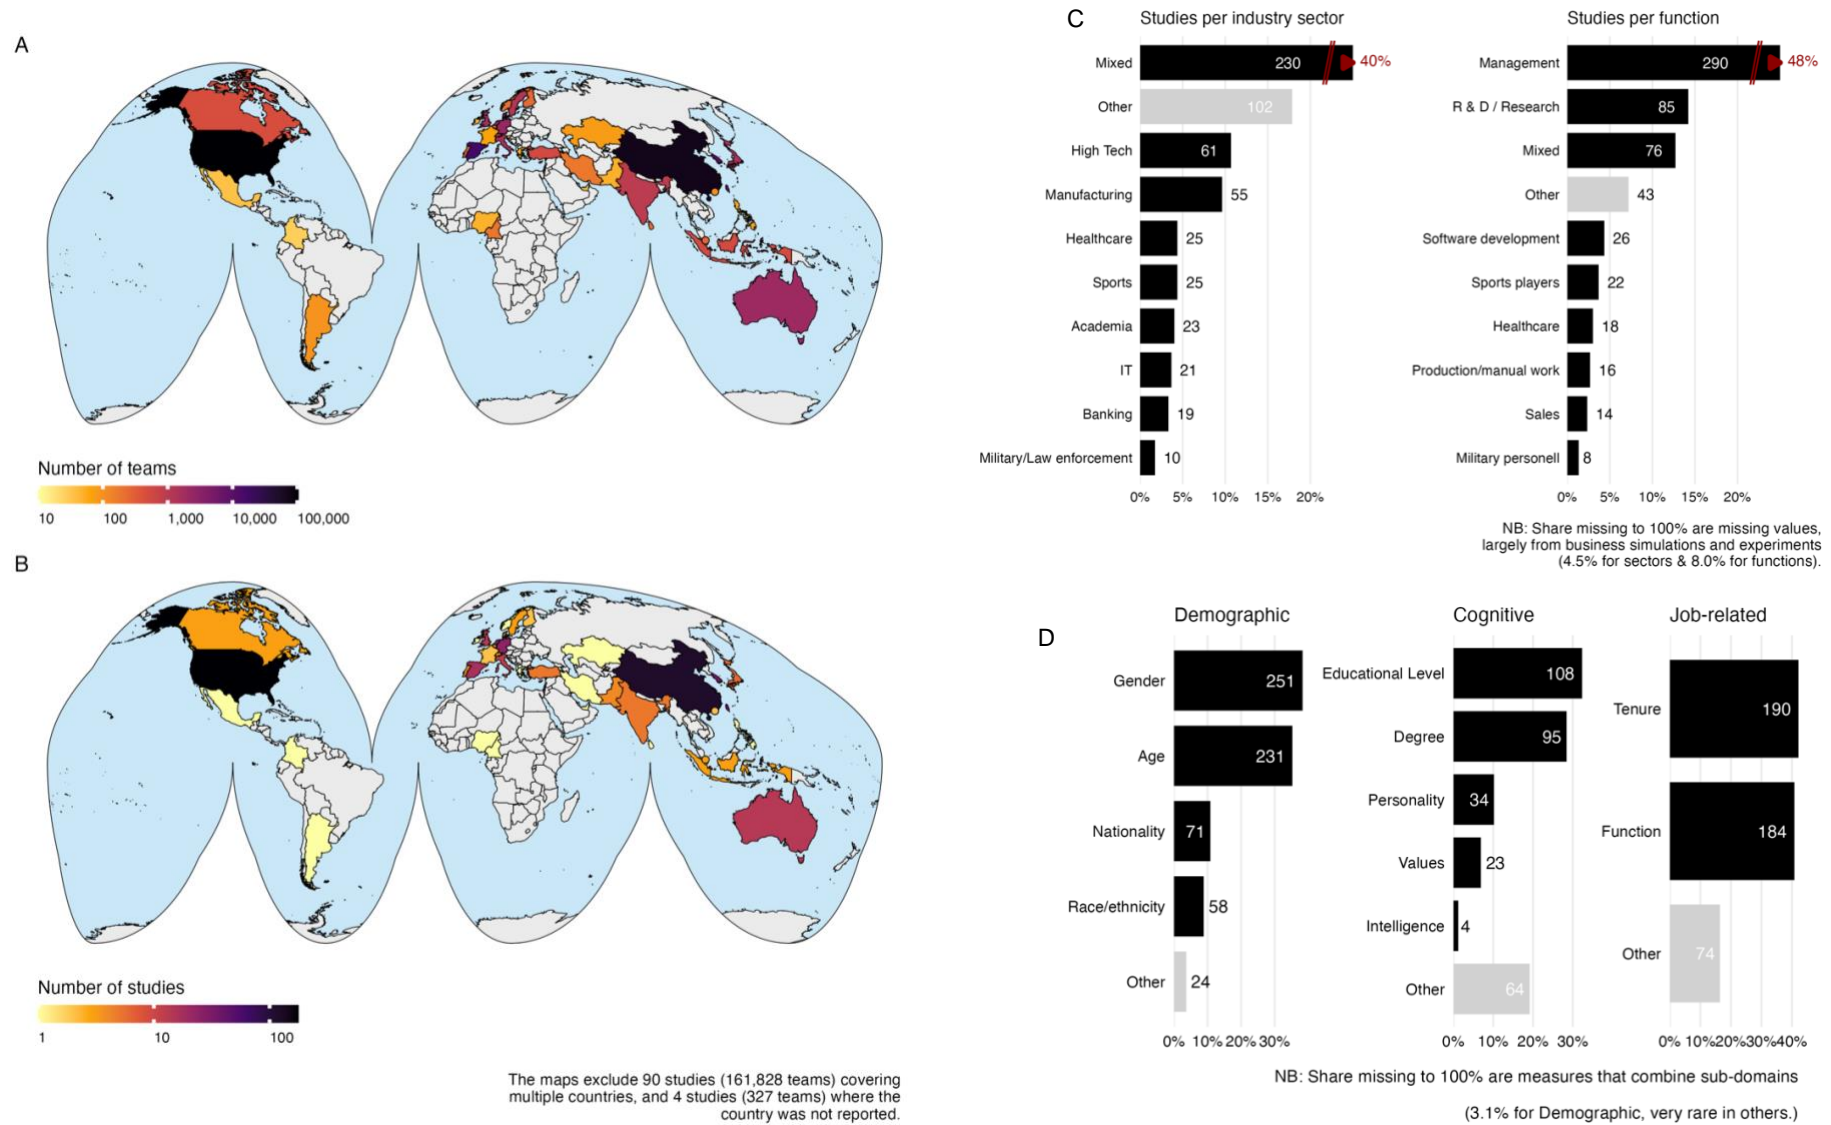 A
Number of teams
10 100 1,000 10,000 100,000
B
Number of studies
1 10 100
The maps exclude 90 studies (161,828 teams) covering
multiple countries, and 4 studies (327 teams) where the
country was not reported.
C
Studies per industry sector
Mixed 230 40%
Other 102
High Tech 61
Manufacturing 55
Healthcare 25
Sports 25
Academia 23
IT 21
Banking 19
Military/Law enforcement 10
0% 5% 10% 15% 20%
Studies per function
Management 290 48%
R & D / Research 85
Mixed 76
Other 43
Software development 26
Sports players 22
Healthcare 18
Production/manual work 16
Sales 14
Military personell 8
0% 5% 10% 15% 20%
NB: Share missing to 100% are missing values,
largely from business simulations and experiments
(4.5% for sectors & 8.0% for functions).
D
Demographic
Gender 251
Age 231
Nationality 71
Race/ethnicity 58
Other 24
0% 10% 20% 30%
Cognitive
Educational Level 108
Degree 95
Personality 34
Values 23
Intelligence 4
Other 64
0% 10% 20% 30%
Job-related
Tenure 190
Function 184
Other 74
0% 10% 20% 30% 40%
NB: Share missing to 100% are measures that combine sub-domains
(3.1% for Demographic, very rare in others.)